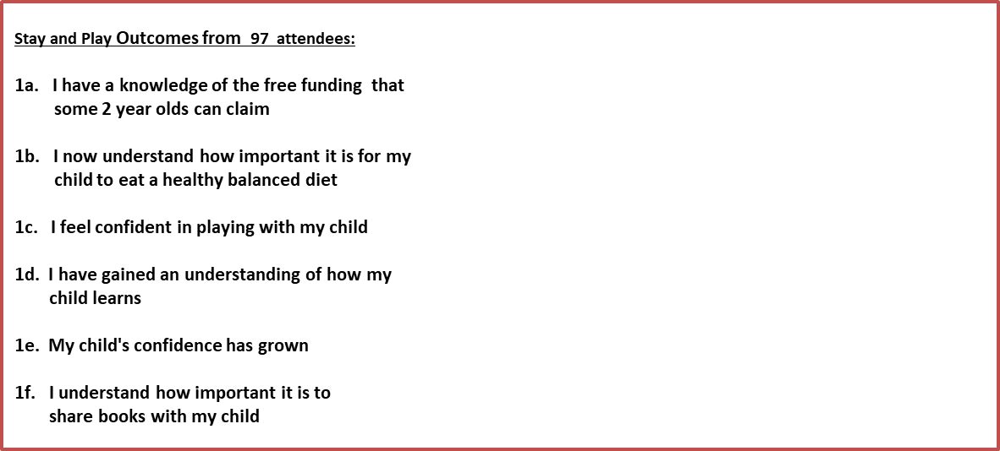 Stay and Play Outcomes from 97 attendees:
1a. I have a knowledge of the free funding that
some 2 year olds can claim
1b. I now understand how important it is for my
child to eat a healthy balanced diet
1c. I feel confident in playing with my child
1d. I have gained an understanding of how my
child learns
1e. My child's confidence has grown
1f. I understand how important it is to
share books with my child